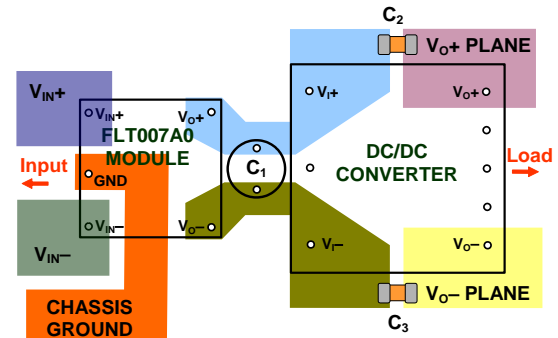 C2
VO+ PLANE
VIN+
VIN+
VO+
VI+
VO+
FLT007A0
MODULE
Input
GND
C1
DC/DC
CONVERTER
Load
VIN−
VIN−
VO−
VI−
VO−
VO− PLANE
CHASSIS
GROUND
C3